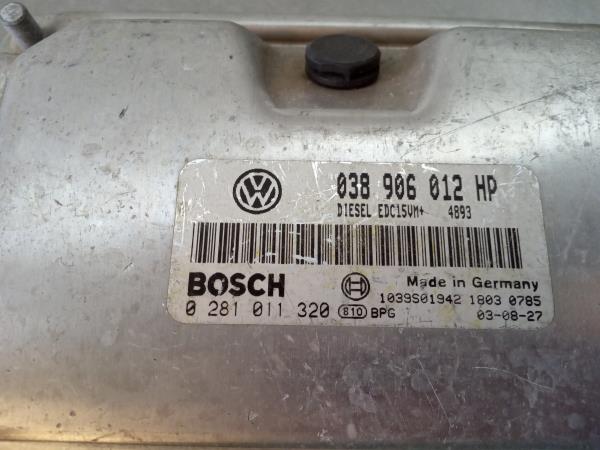 038 906 012 HP
DIESEL EDC15VM+ 4893
BOSCH
Made in Germany
1039S01942 1803 0785
0 281 011 320 810 BPG 03-08-27